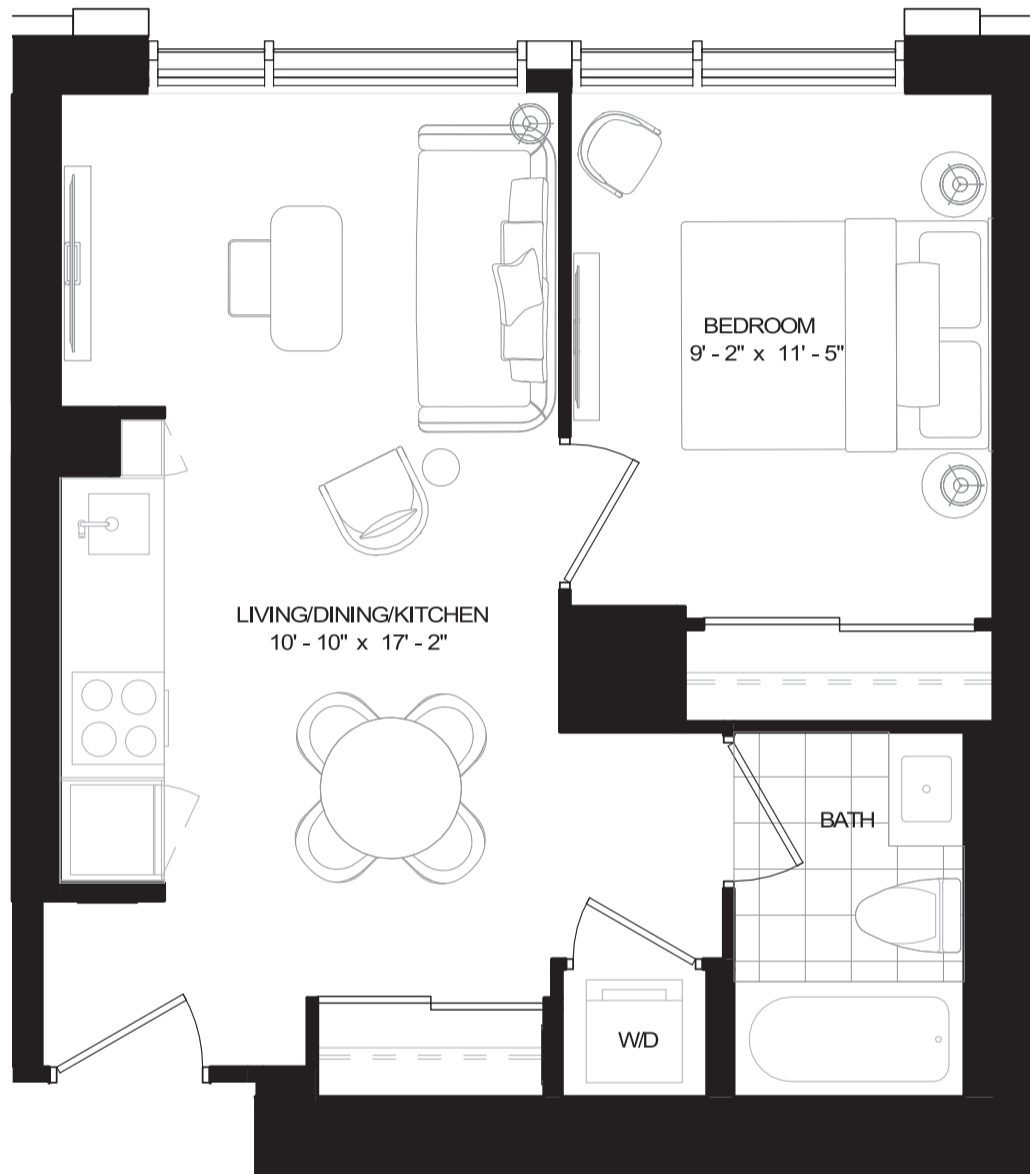 BEDROOM
9' - 2" x 11' - 5"
LIVING/DINING/KITCHEN
10' - 10" x 17' - 2"
BATH
W/D